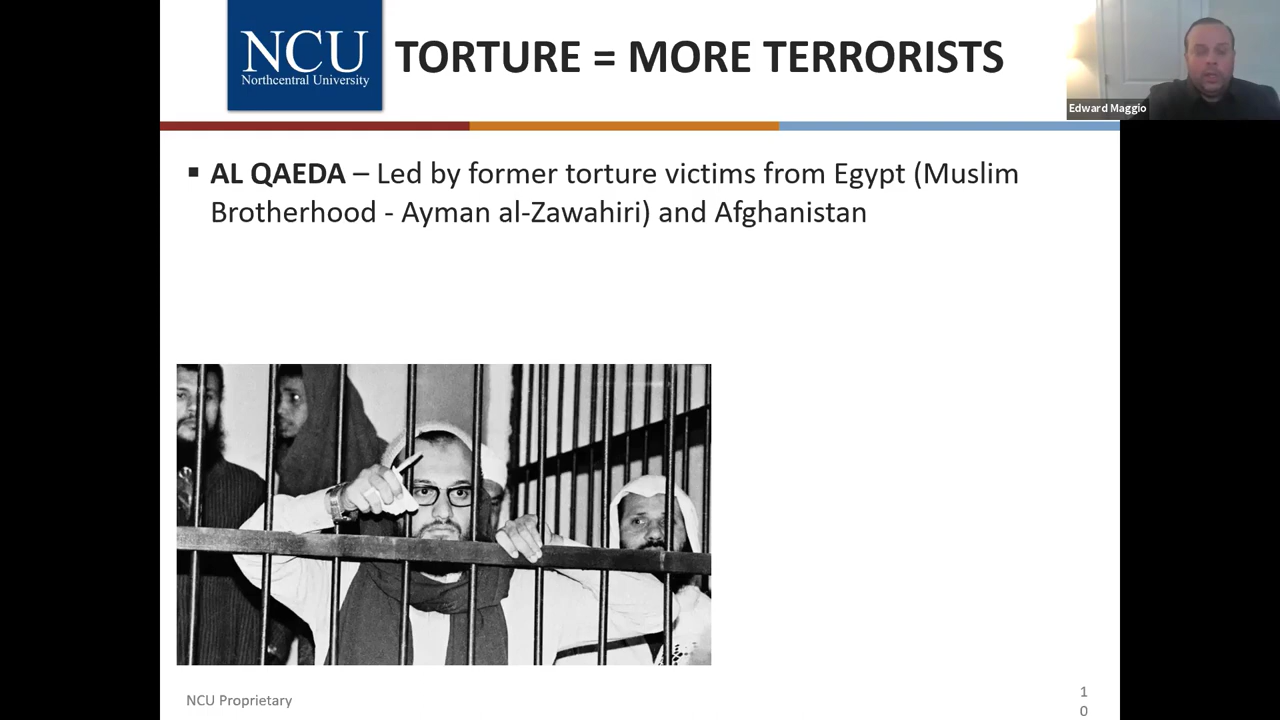 NCU
Northcentral University
TORTURE = MORE TERRORISTS
Edward Maggio
▪ AL QAEDA – Led by former torture victims from Egypt (Muslim
Brotherhood - Ayman al-Zawahiri) and Afghanistan
NCU Proprietary
1
0